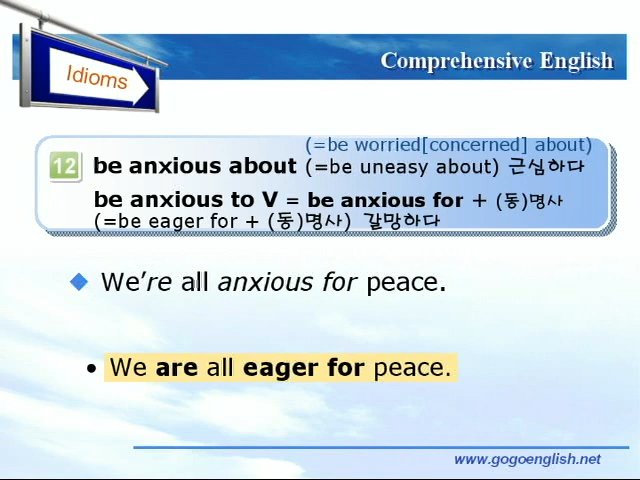 Idioms
Comprehensive English
(=be worried[concerned] about)
12 be anxious about (=be uneasy about) 근심하다
be anxious to V = be anxious for + (동)명사
(=be eager for + (동)명사) 갈망하다
We're all anxious for peace.
• We are all eager for peace.
www.gogoenglish.net